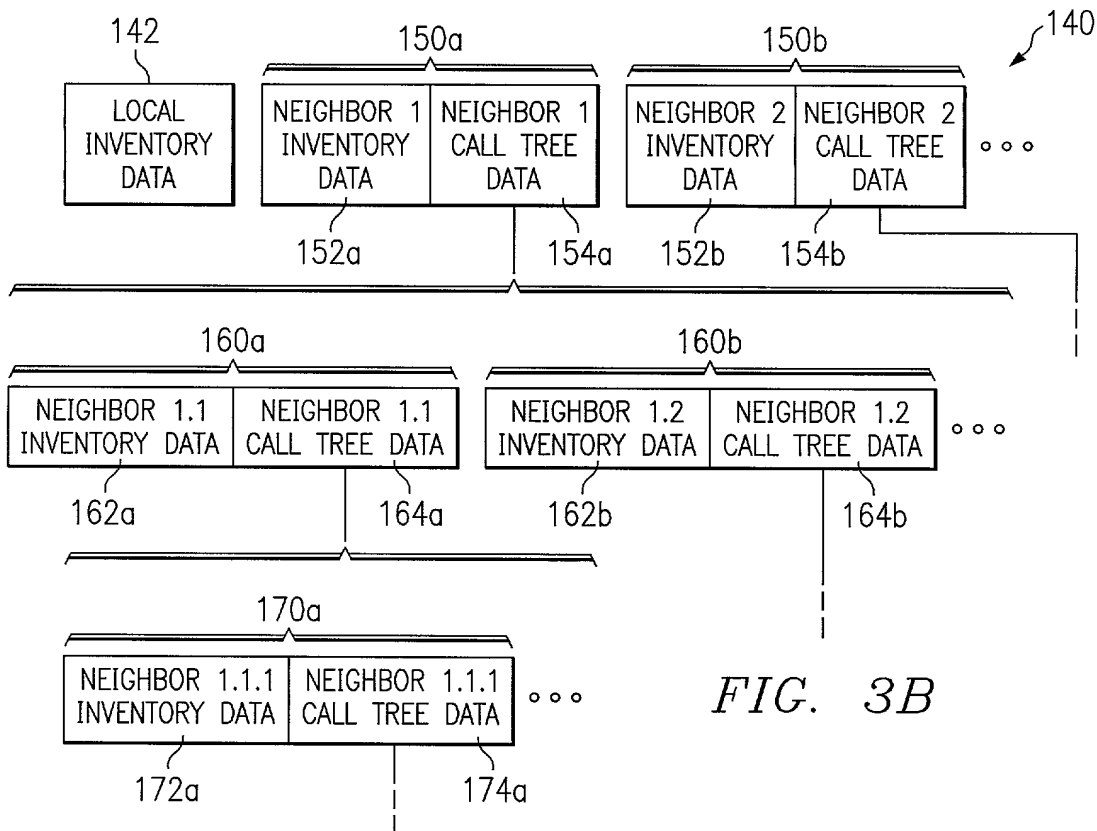 142
150a
150b
140
LOCAL
INVENTORY
DATA
NEIGHBOR 1
INVENTORY
DATA
NEIGHBOR 1
CALL TREE
DATA
NEIGHBOR 2
INVENTORY
DATA
NEIGHBOR 2
CALL TREE
DATA
152a
154a
152b
154b
160a
160b
NEIGHBOR 1.1
INVENTORY DATA
NEIGHBOR 1.1
CALL TREE DATA
NEIGHBOR 1.2
INVENTORY DATA
NEIGHBOR 1.2
CALL TREE DATA
162a
164a
162b
164b
170a
NEIGHBOR 1.1.1
INVENTORY DATA
NEIGHBOR 1.1.1
CALL TREE DATA
172a
174a
FIG. 3B